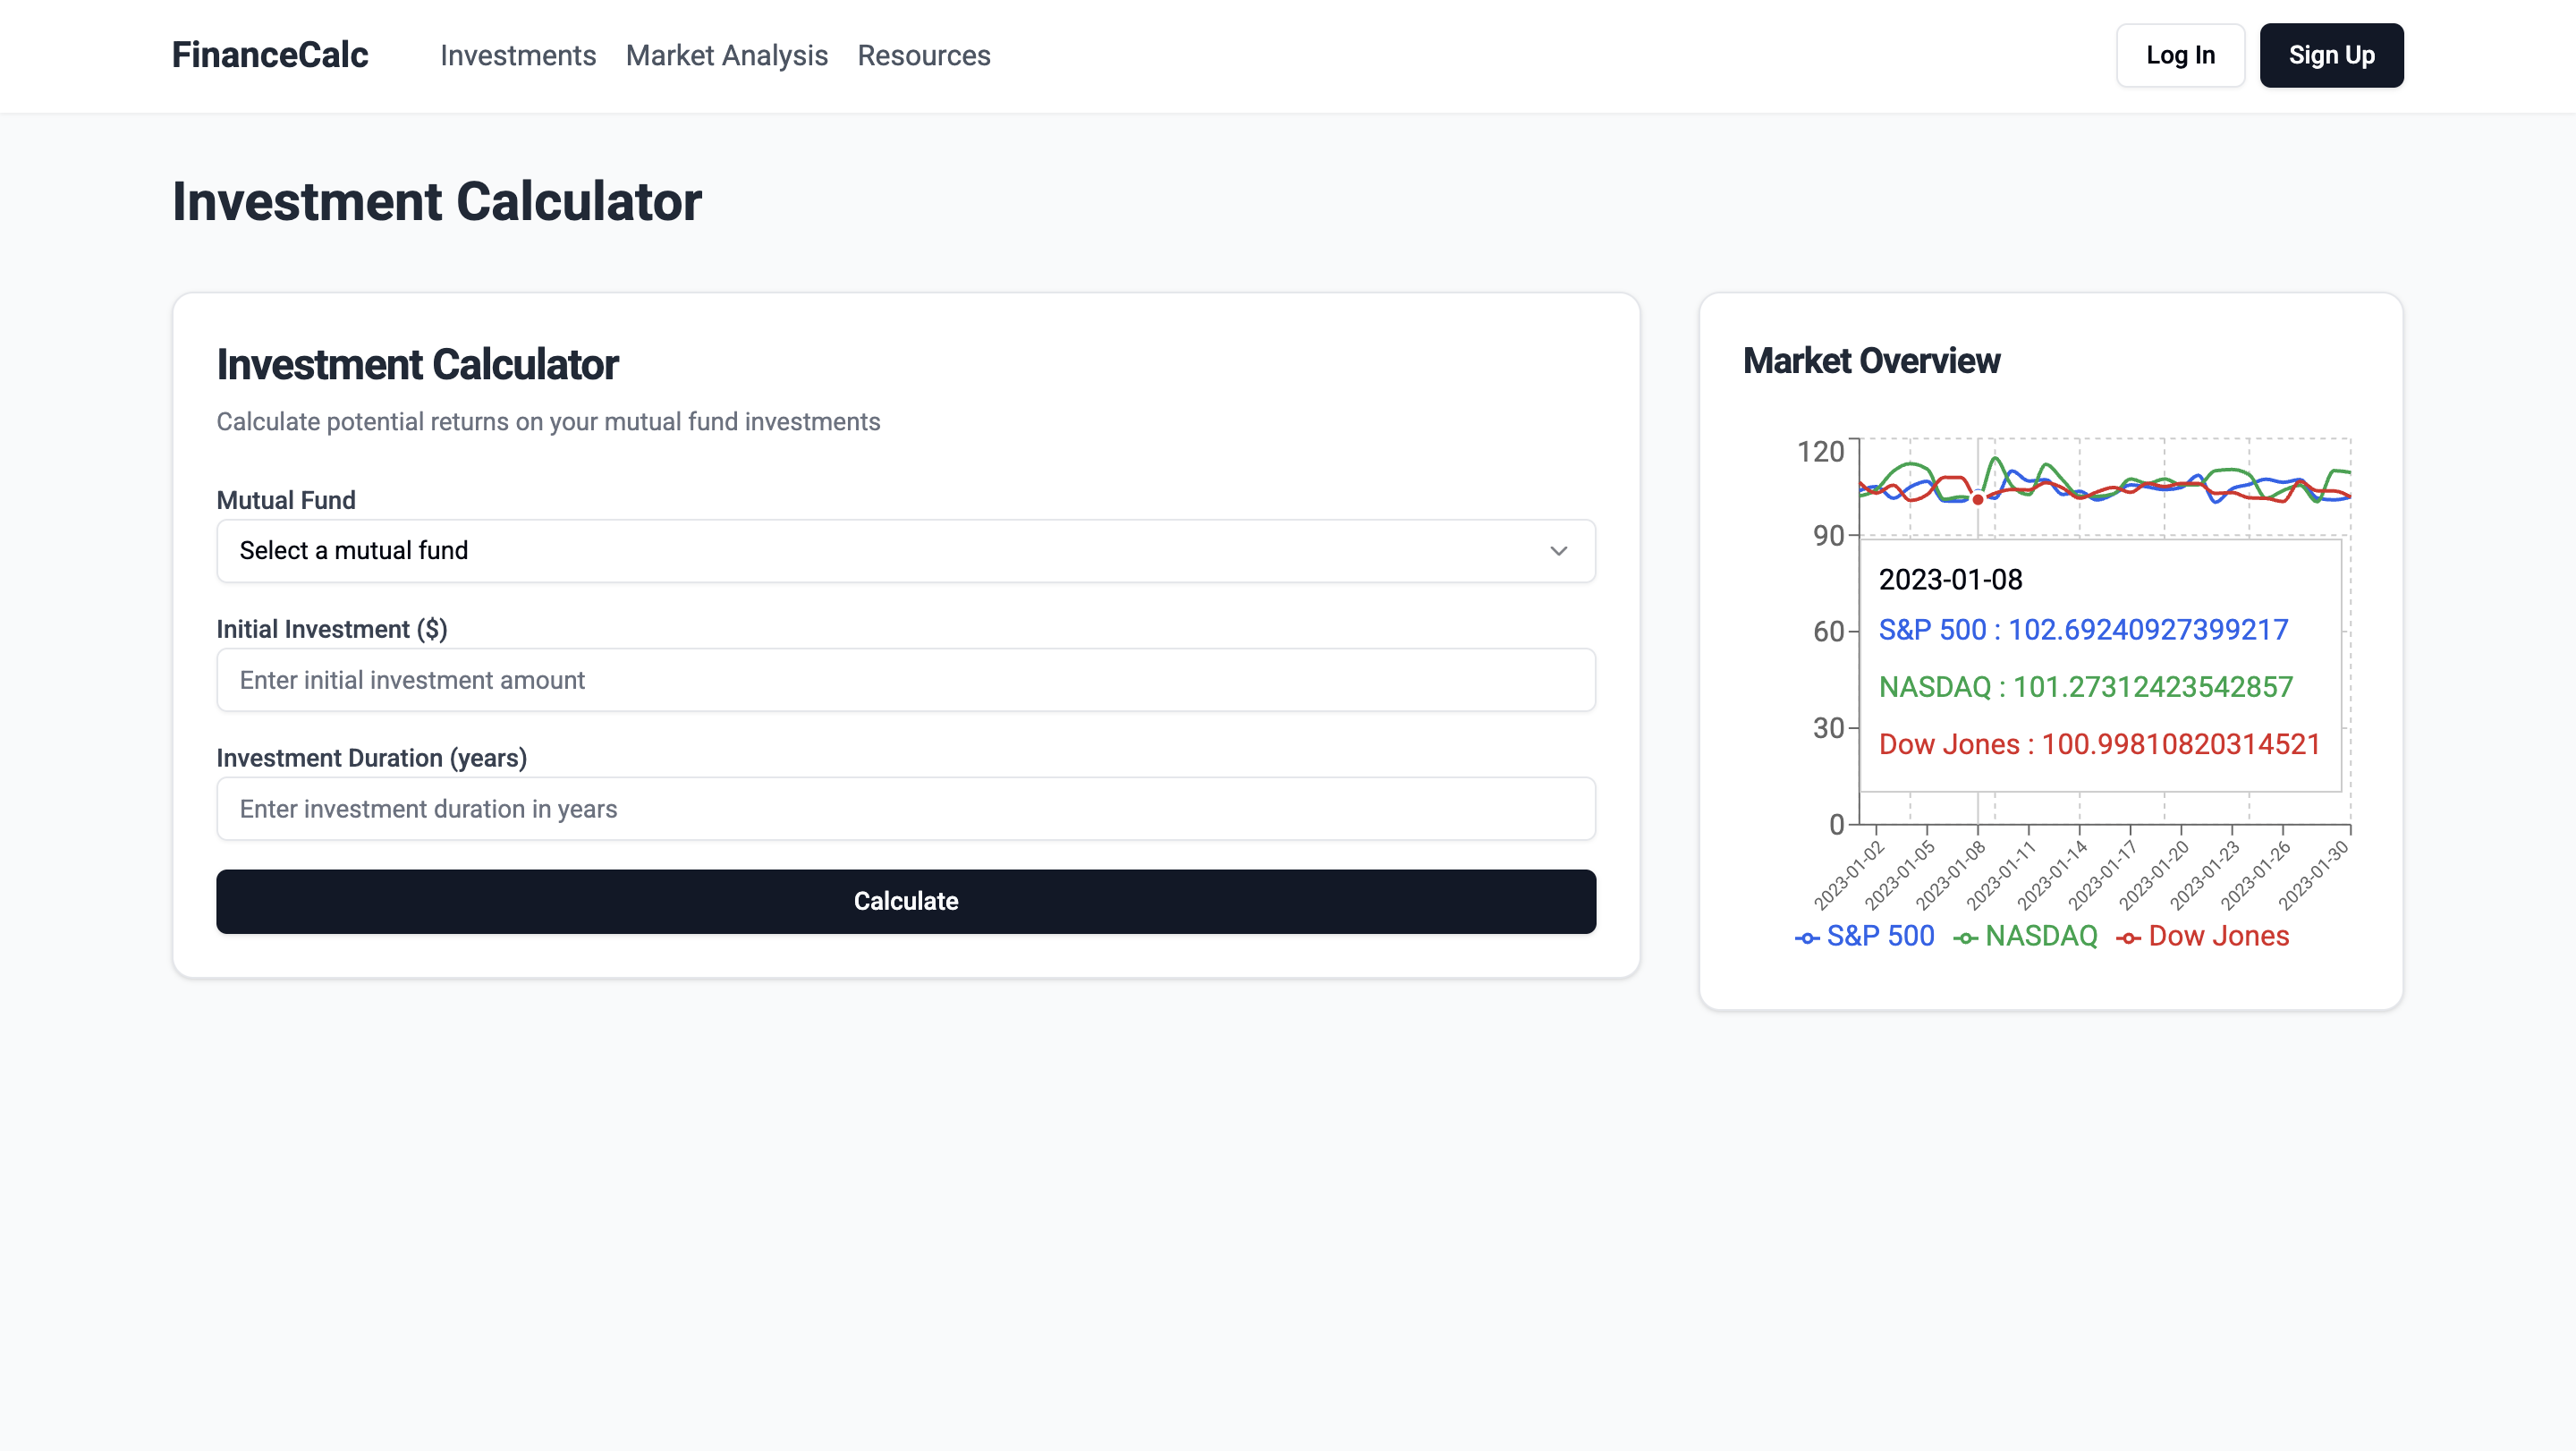 FinanceCalc
Investments
Market Analysis
Resources
Log In
Sign Up
Investment Calculator
Investment Calculator
Calculate potential returns on your mutual fund investments
Mutual Fund
Select a mutual fund
Initial Investment ($)
Enter initial investment amount
Investment Duration (years)
Enter investment duration in years
Calculate
Market Overview
120
90
60
30
0
2023-01-08
S&P 500 : 102.69240927399217
NASDAQ : 101.27312423542857
Dow Jones : 100.99810820314521
2023-01-02
2023-01-05
2023-01-08
2023-01-11
2023-01-14
2023-01-17
2023-01-20
2023-01-23
2023-01-26
2023-01-30
S&P 500
NASDAQ
Dow Jones